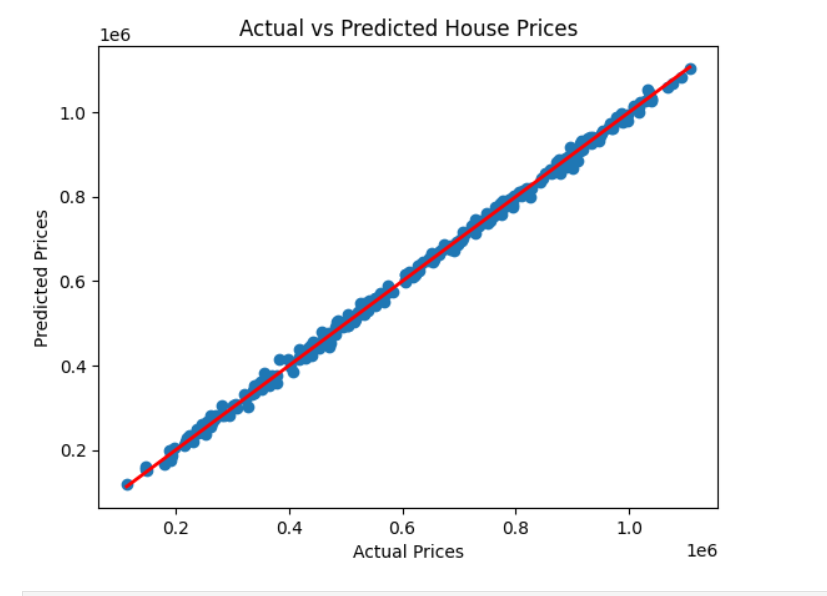 Actual vs Predicted House Prices
1e6
1.0
0.8
0.6
0.4
0.2
Predicted Prices
0.2 0.4 0.6 0.8 1.0
Actual Prices
1e6